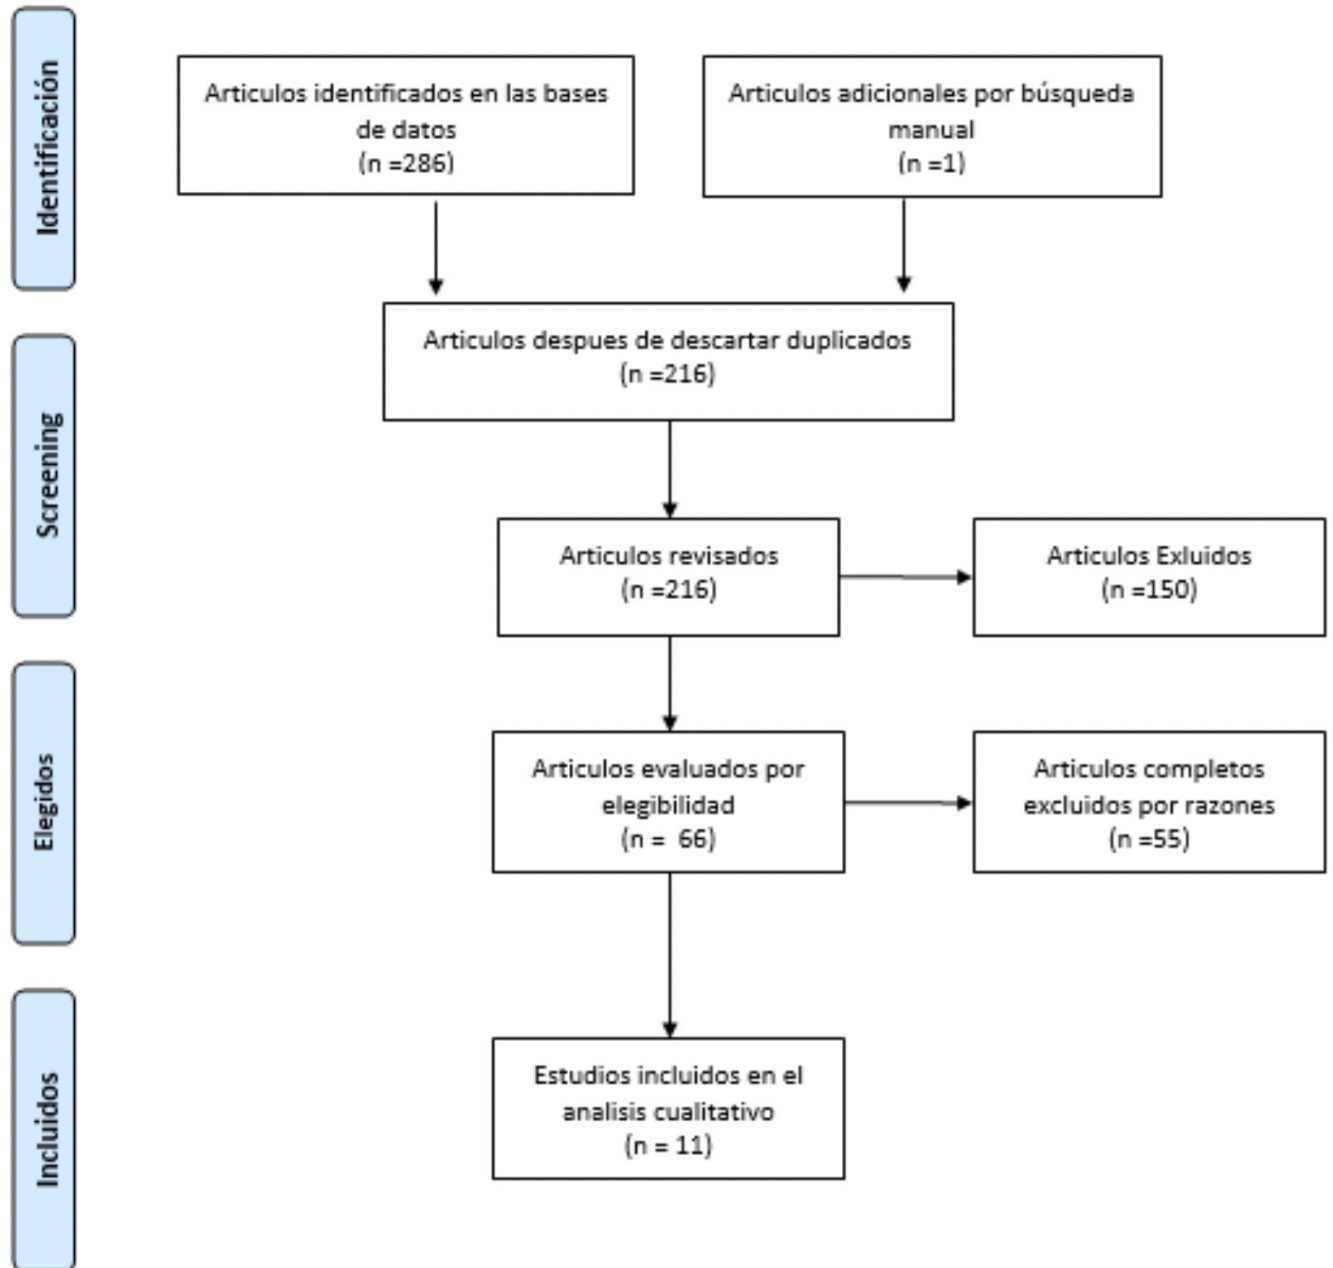 Identificación
Articulos identificados en las bases
de datos
(n =286)
Articulos adicionales por búsqueda
manual
(n =1)
Screening
Articulos despues de descartar duplicados
(n =216)
Articulos revisados
(n =216)
Articulos Exluidos
(n =150)
Elegidos
Articulos evaluados por
elegibilidad
(n =  66)
Articulos completos
excluidos por razones
(n =55)
Incluidos
Estudios incluidos en el
analisis cualitativo
(n = 11)